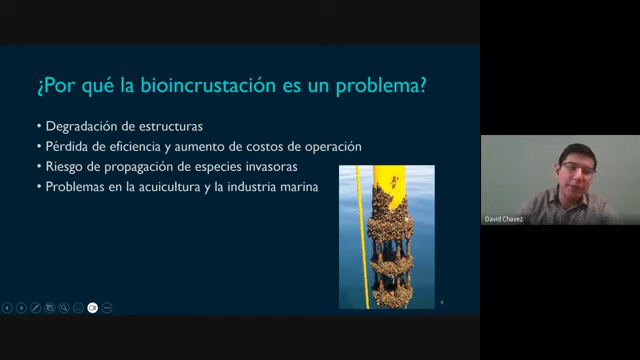 ¿Por qué la bioincrustación es un problema?
• Degradación de estructuras
• Pérdida de eficiencia y aumento de costos de operación
• Riesgo de propagación de especies invasoras
• Problemas en la acuicultura y la industria marina
4
David Chavez